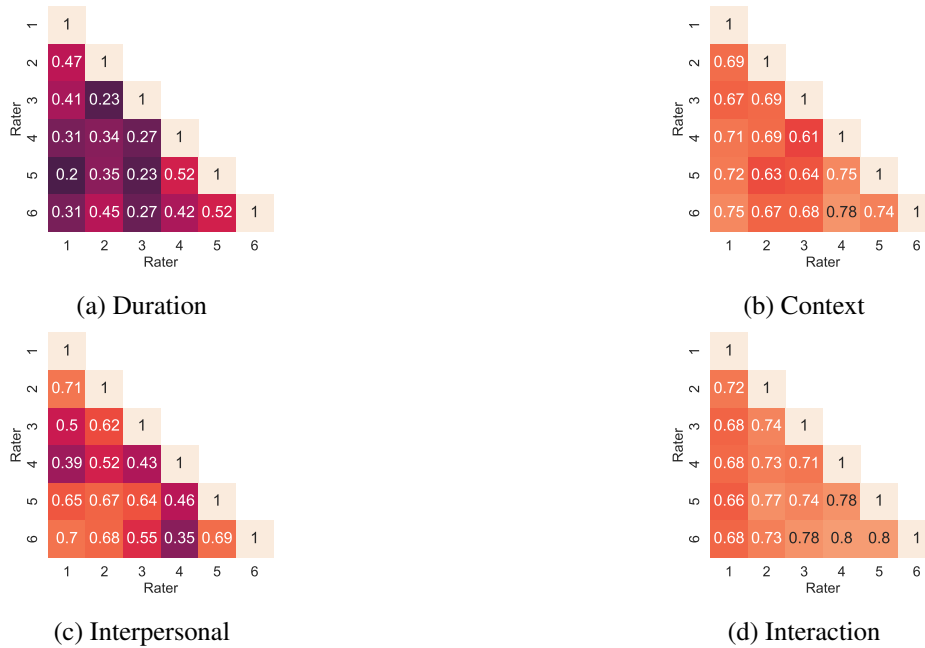 1 1
2 0.47 1
3 0.41 0.23 1
4 0.31 0.34 0.27 1
5 0.2 0.35 0.23 0.52 1
6 0.31 0.45 0.27 0.42 0.52 1
Rater
1 2 3 4 5 6
Rater
(a) Duration
1 1
2 0.69 1
3 0.67 0.69 1
4 0.71 0.69 0.61 1
5 0.72 0.63 0.64 0.75 1
6 0.75 0.67 0.68 0.78 0.74 1
Rater
1 2 3 4 5 6
Rater
(b) Context
1 1
2 0.71 1
3 0.5 0.62 1
4 0.39 0.52 0.43 1
5 0.65 0.67 0.64 0.46 1
6 0.7 0.68 0.55 0.35 0.69 1
Rater
1 2 3 4 5 6
Rater
(c) Interpersonal
1 1
2 0.72 1
3 0.68 0.74 1
4 0.68 0.73 0.71 1
5 0.66 0.77 0.74 0.78 1
6 0.68 0.73 0.78 0.8 0.8 1
Rater
1 2 3 4 5 6
Rater
(d) Interaction